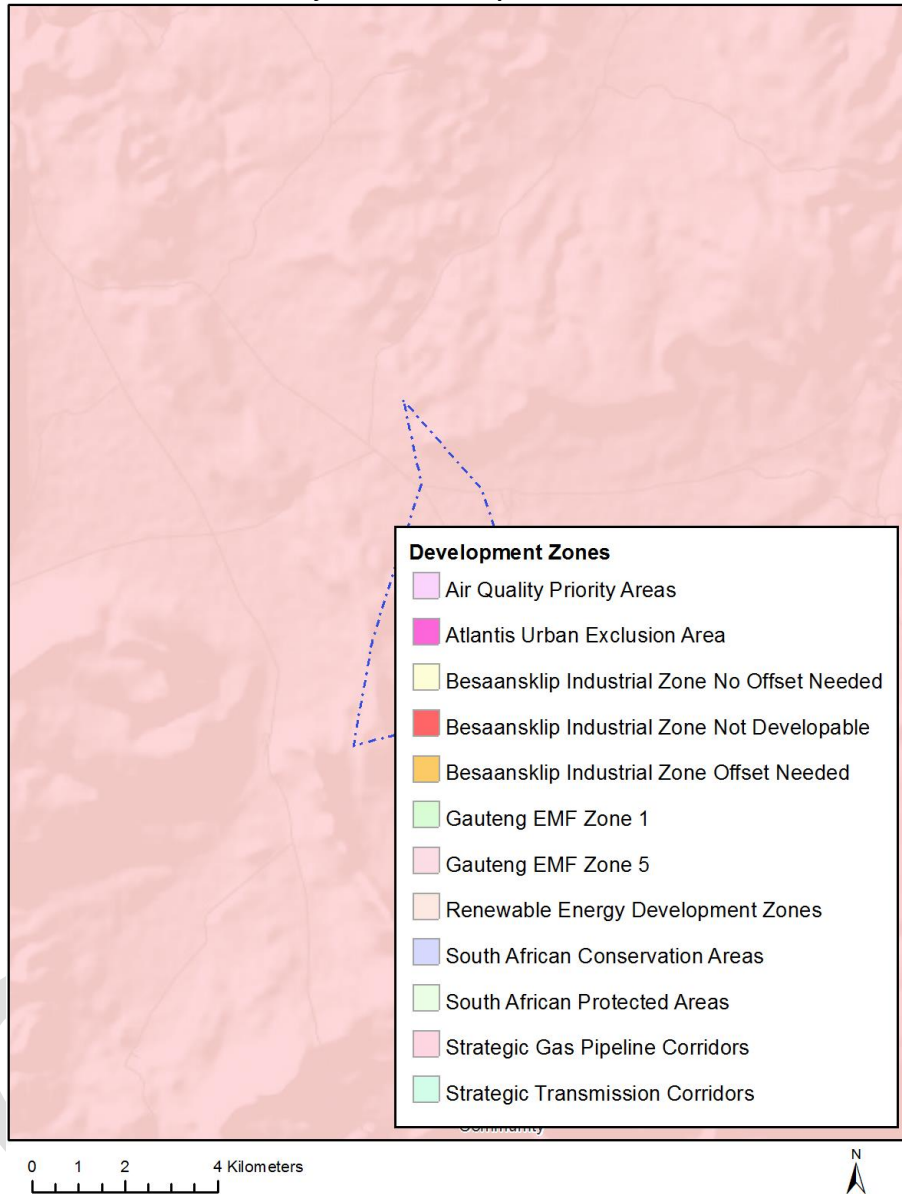 Development Zones
Air Quality Priority Areas
Atlantis Urban Exclusion Area
Besaansklip Industrial Zone No Offset Needed
Besaansklip Industrial Zone Not Developable
Besaansklip Industrial Zone Offset Needed
Gauteng EMF Zone 1
Gauteng EMF Zone 5
Renewable Energy Development Zones
South African Conservation Areas
South African Protected Areas
Strategic Gas Pipeline Corridors
Strategic Transmission Corridors
Community
0 1 2 4 Kilometers
N